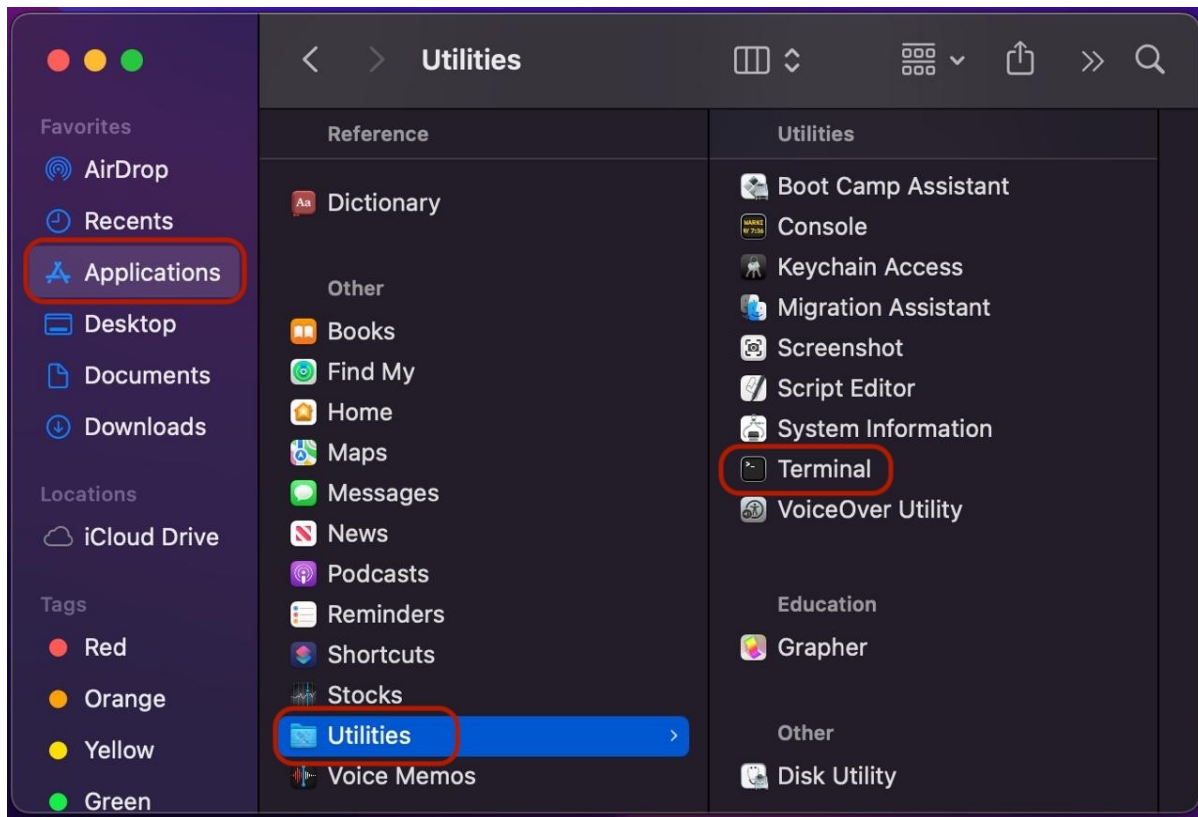 Utilities
Favorites
AirDrop
Recents
Applications
Desktop
Documents
Downloads
Locations
iCloud Drive
Tags
Red
Orange
Yellow
Green
Reference
Dictionary
Other
Books
Find My
Home
Maps
Messages
News
Podcasts
Reminders
Shortcuts
Stocks
Utilities
Voice Memos
Utilities
Boot Camp Assistant
Console
Keychain Access
Migration Assistant
Screenshot
Script Editor
System Information
Terminal
VoiceOver Utility
Education
Grapher
Other
Disk Utility